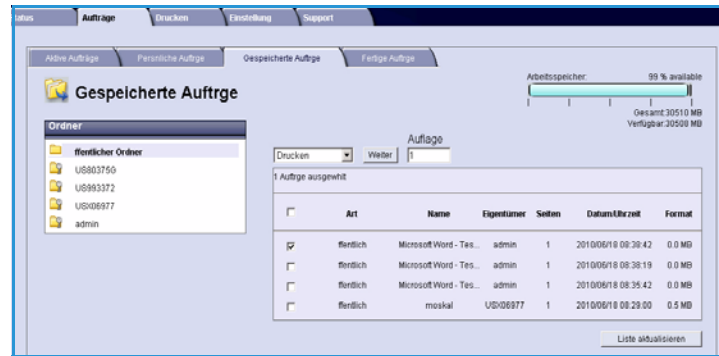 tatus Aufträge Drucken Einstellung Support
Aktive Aufträge Persnliche Auftrge Gespeicherte Auftrge Fertige Auftrge
Gespeicherte Auftrge
Arbeitsspeicher: 99 % available
Gesamt:30510 MB
Verfügbar:30508 MB
Ordner
ffentlicher Ordner
US80375G
US993372
USX06977
admin
Auflage
Drucken Weiter 1
1 Auftrge ausgewhlt
Art Name Eigentümer Seiten Datum/Uhrzeit Format
ffentlich Microsoft Word - Tes... admin 1 2010/06/18 08:38:42 0.0 MB
ffentlich Microsoft Word - Tes... admin 1 2010/06/18 08:38:19 0.0 MB
ffentlich Microsoft Word - Tes... admin 1 2010/06/18 08:35:42 0.0 MB
ffentlich moskal USX06977 1 2010/06/18 08:29:00 0.5 MB
Liste aktualisieren